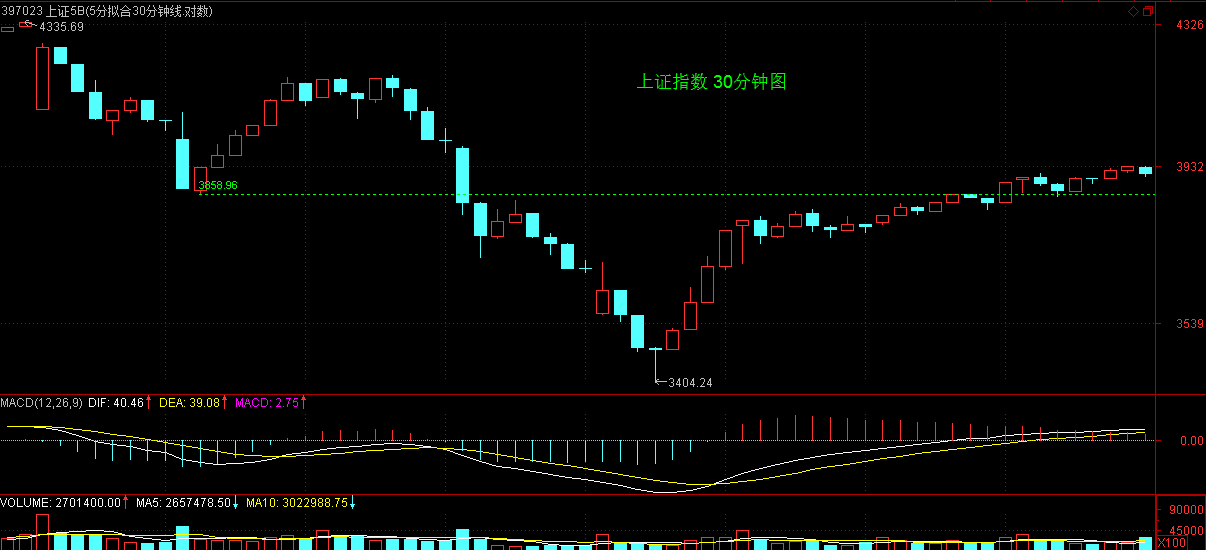 397023 上证5B(5分拟合30分钟线.对数)
4335.69
4326
上证指数 30分钟图
3932
3858.96
3539
3404.24
MACD(12,26,9) DIF: 40.46↑ DEA: 39.08↑ MACD: 2.75↑
0.00
VOLUME: 2701400.00↑ MA5: 2657478.50↓ MA10: 3022988.75↓
90000
45000
X100